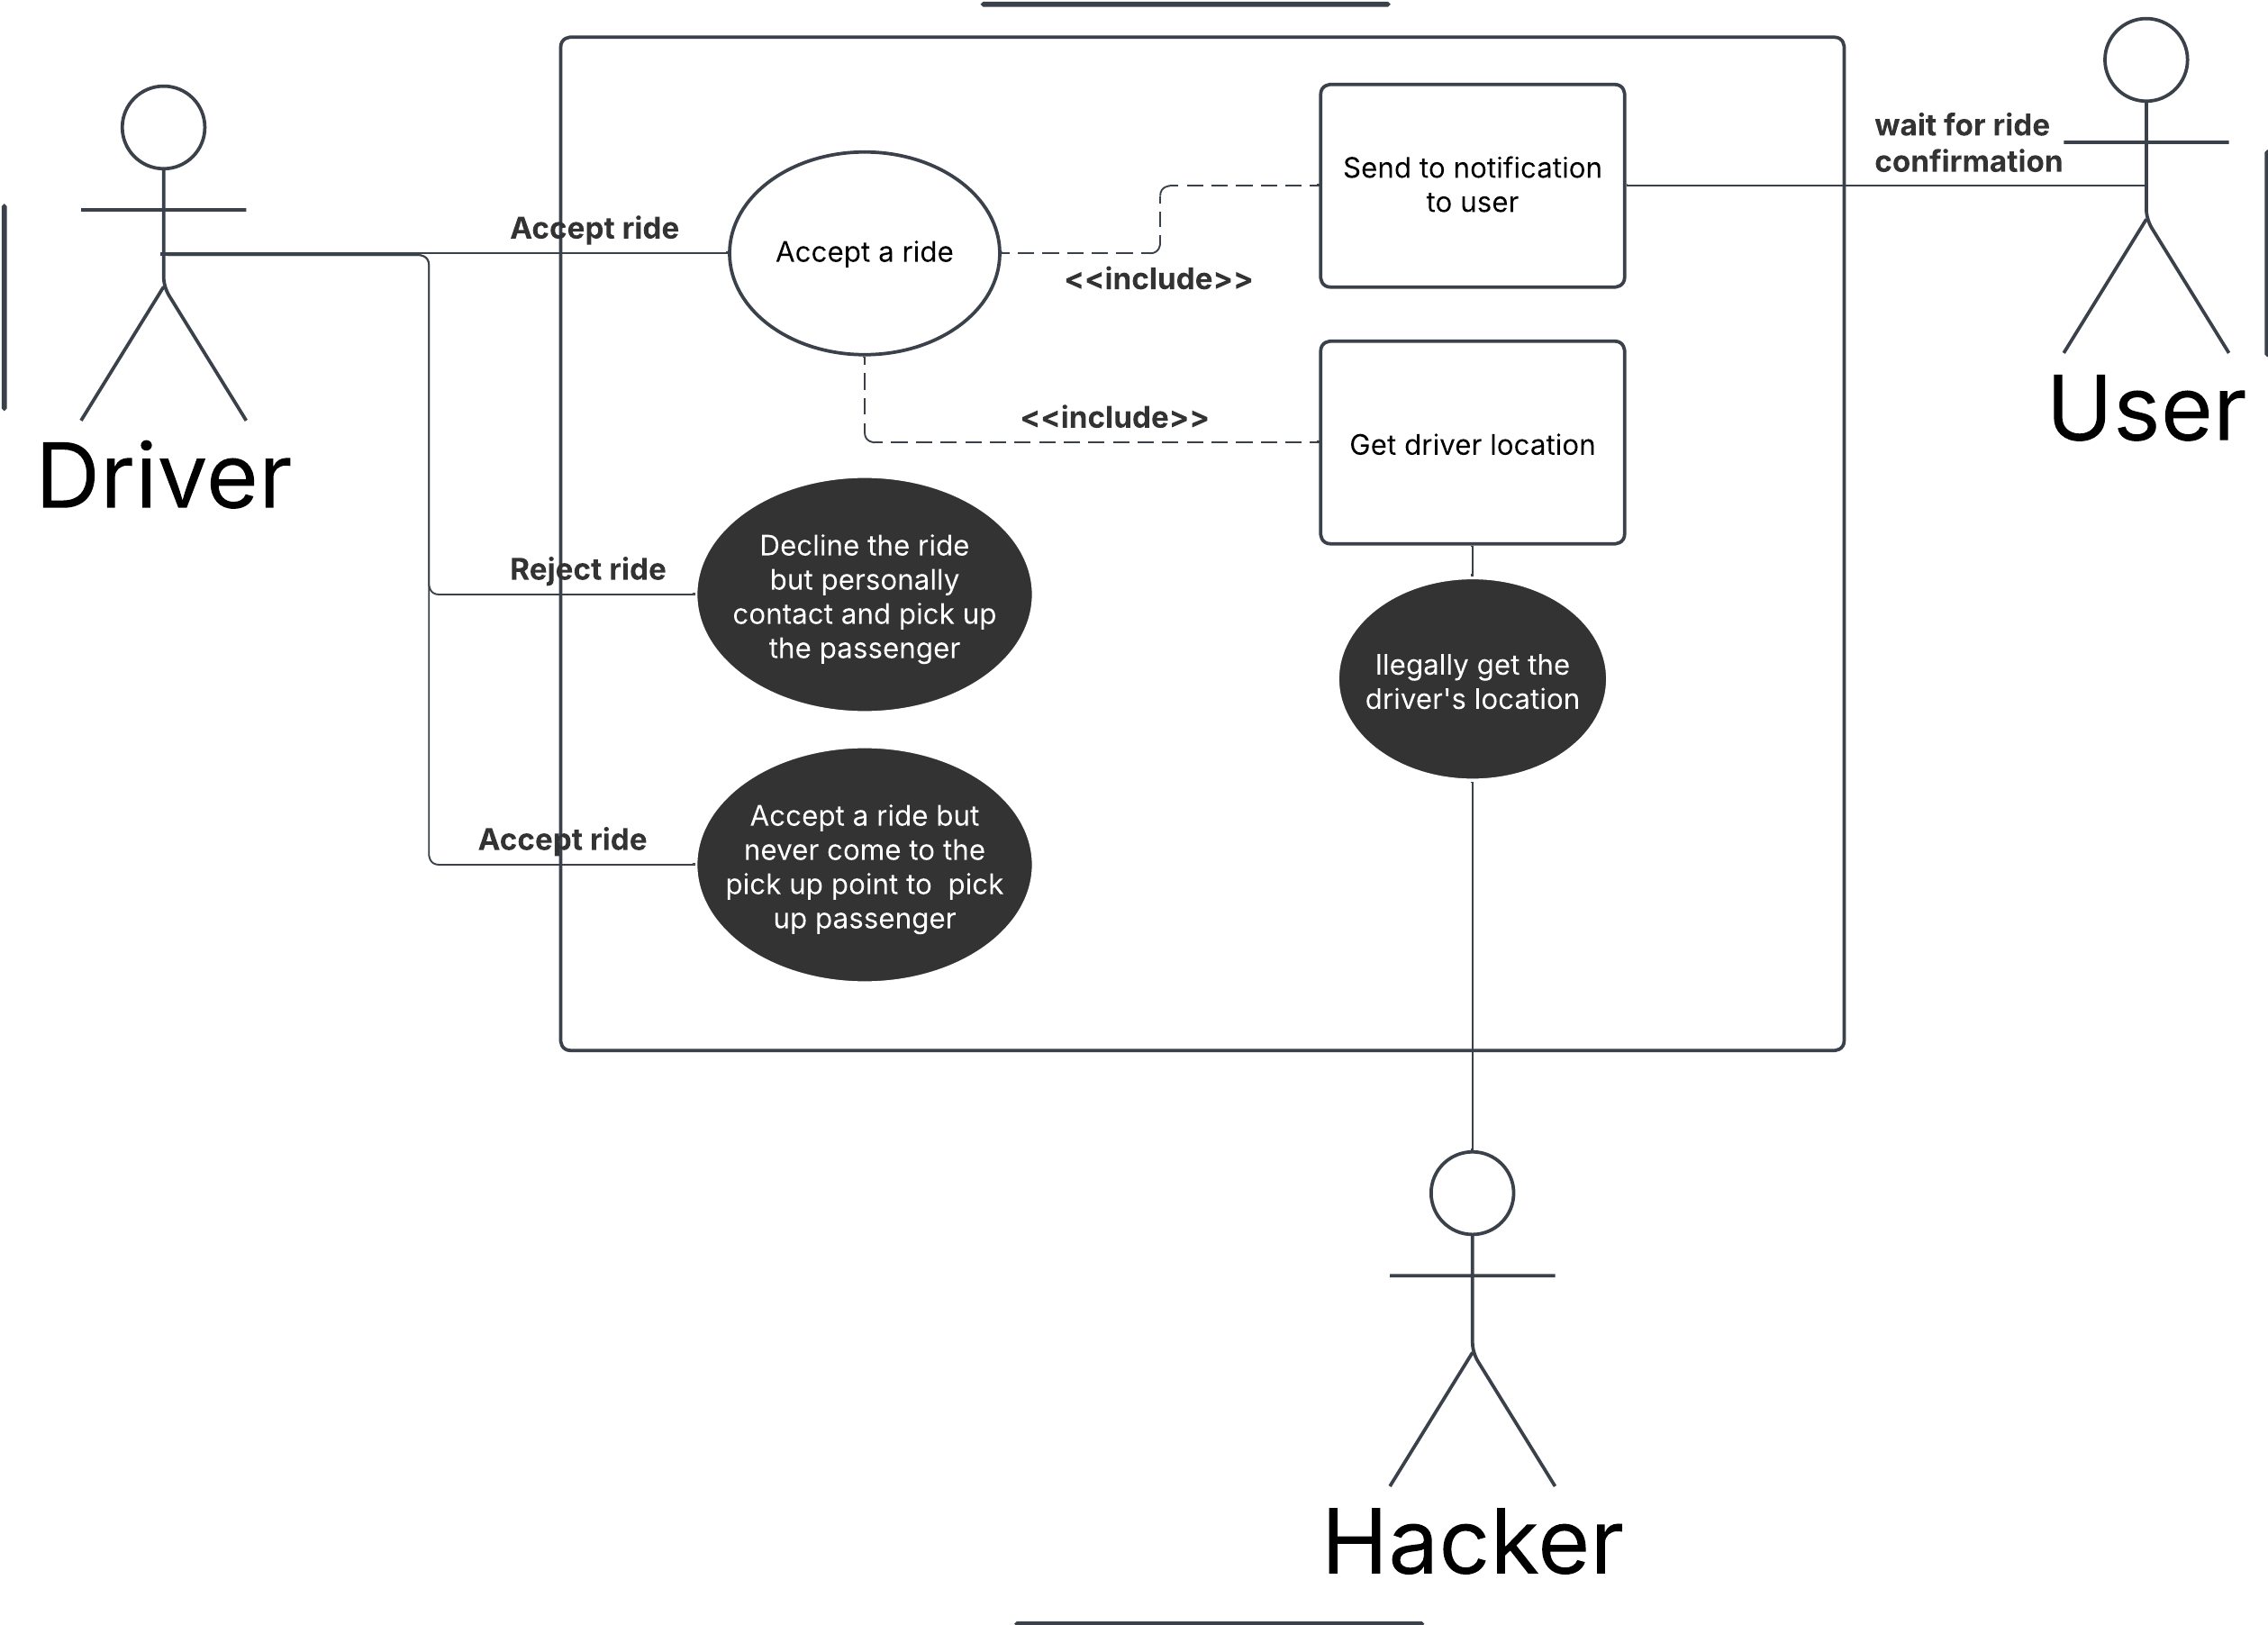 wait for ride
confirmation
Send to notification
to user
Accept ride
Accept a ride
<<include>>
User
<<include>>
Get driver location
Driver
Decline the ride
but personally
contact and pick up
the passenger
Reject ride
Ilegally get the
driver's location
Accept ride
Accept a ride but
never come to the
pick up point to  pick
up passenger
Hacker